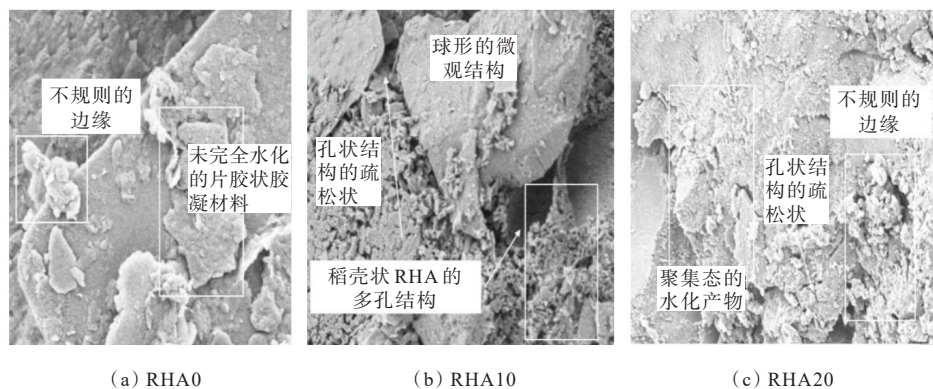 不规则的
边缘
未完全水化
的片胶状胶
凝材料
球形的微
观结构
孔状结
构的疏
松状
稻壳状RHA的
多孔结构
不规则的
边缘
孔状结
构的疏
松状
聚集态的
水化产物
(a) RHA0
(b) RHA10
(c) RHA20